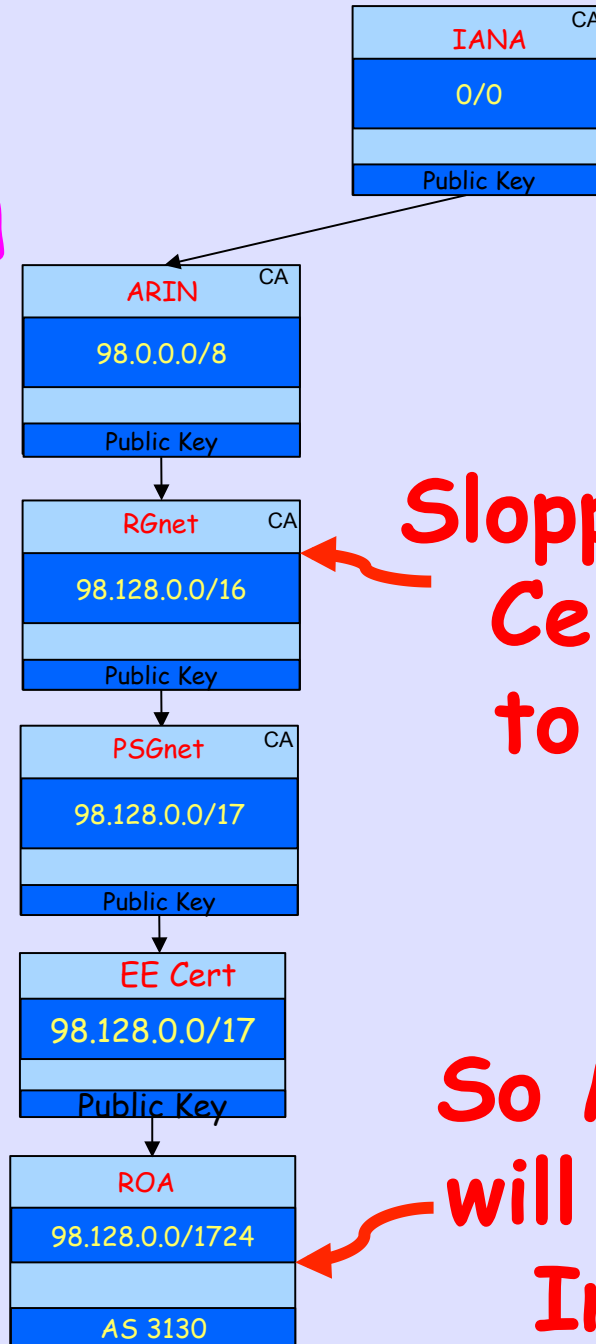 CA
IANA
0/0
Public Key
CA
ARIN
98.0.0.0/8
Public Key
CA
RGnet
98.128.0.0/16
Public Key
CA
PSGnet
98.128.0.0/17
Public Key
EE Cert
98.128.0.0/17
Public Key
ROA
98.128.0.0/1724
AS 3130
to
So
will